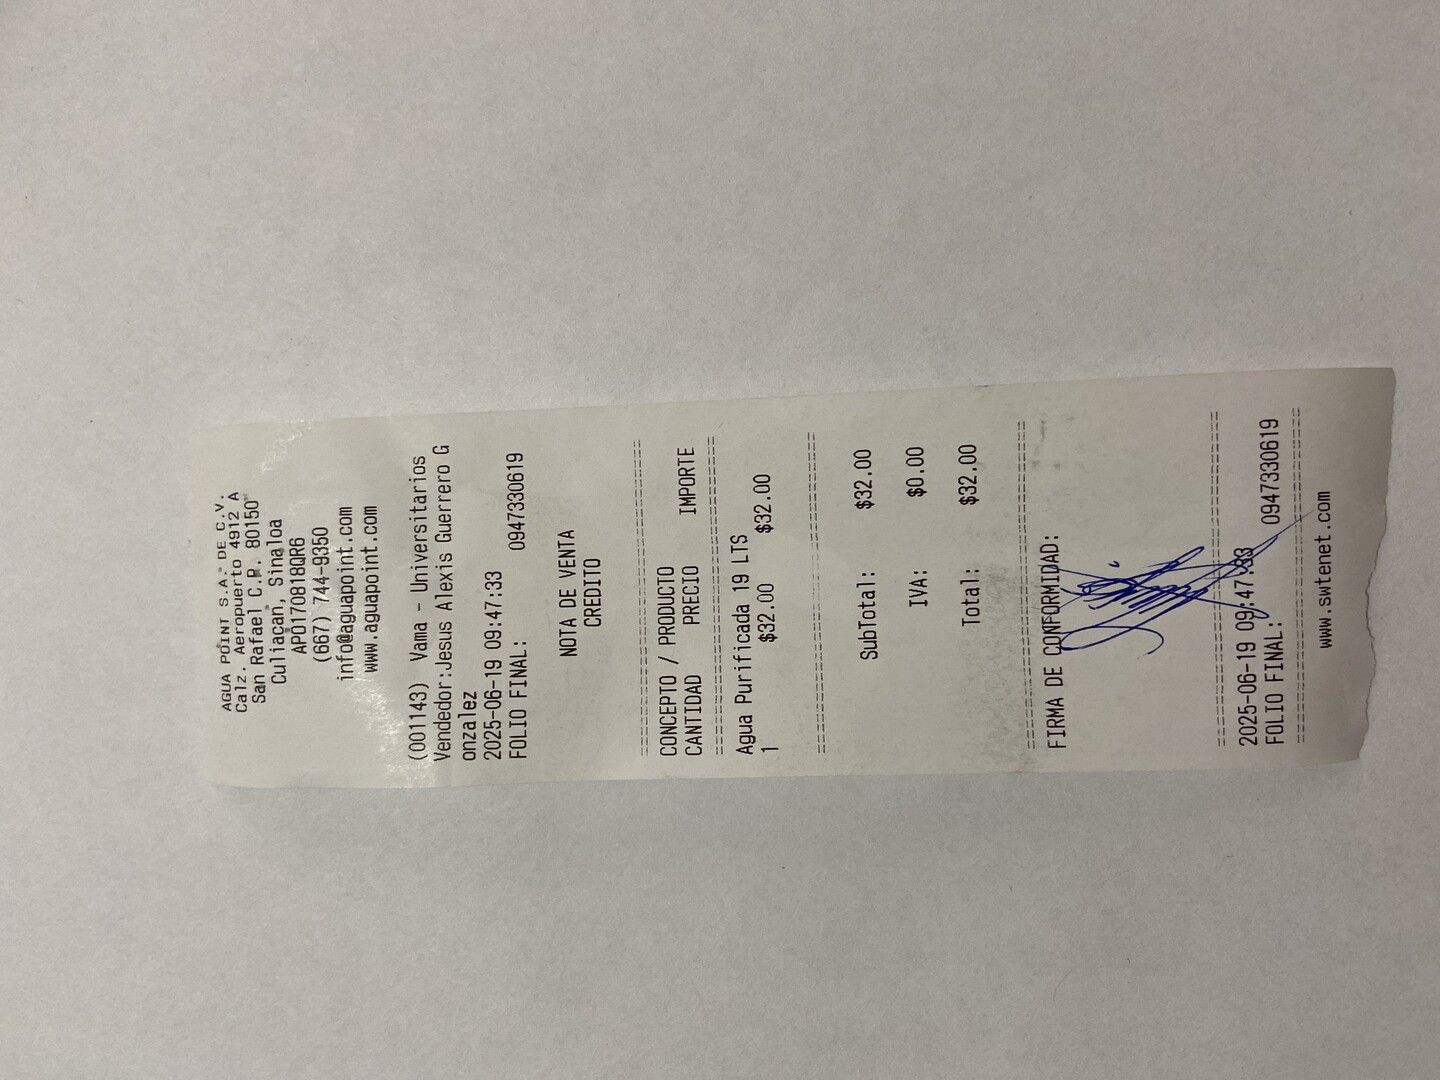 AGUA POINT S.A. DE C.V.
Calz. Aeropuerto 4912 A
San Rafael C.P. 80150
Culiacan, Sinaloa
APO170818QR6
(667) 744-9350
info@aguapoint.com
www.aguapoint.com
(001143) Vama - Universitarios
Vendedor:Jesus Alexis Guerrero G
onzalez
2025-06-19 09:47:33
FOLIO FINAL: 0947330619
NOTA DE VENTA
CREDITO
================================
CONCEPTO / PRODUCTO
CANTIDAD PRECIO IMPORTE
================================
Agua Purificada 19 LTS
1 $32.00 $32.00
================================
SubTotal: $32.00
IVA: $0.00
Total: $32.00
================================
FIRMA DE CONFORMIDAD:
================================
2025-06-19 09:47:33
FOLIO FINAL: 0947330619
================================
www.swtenet.com